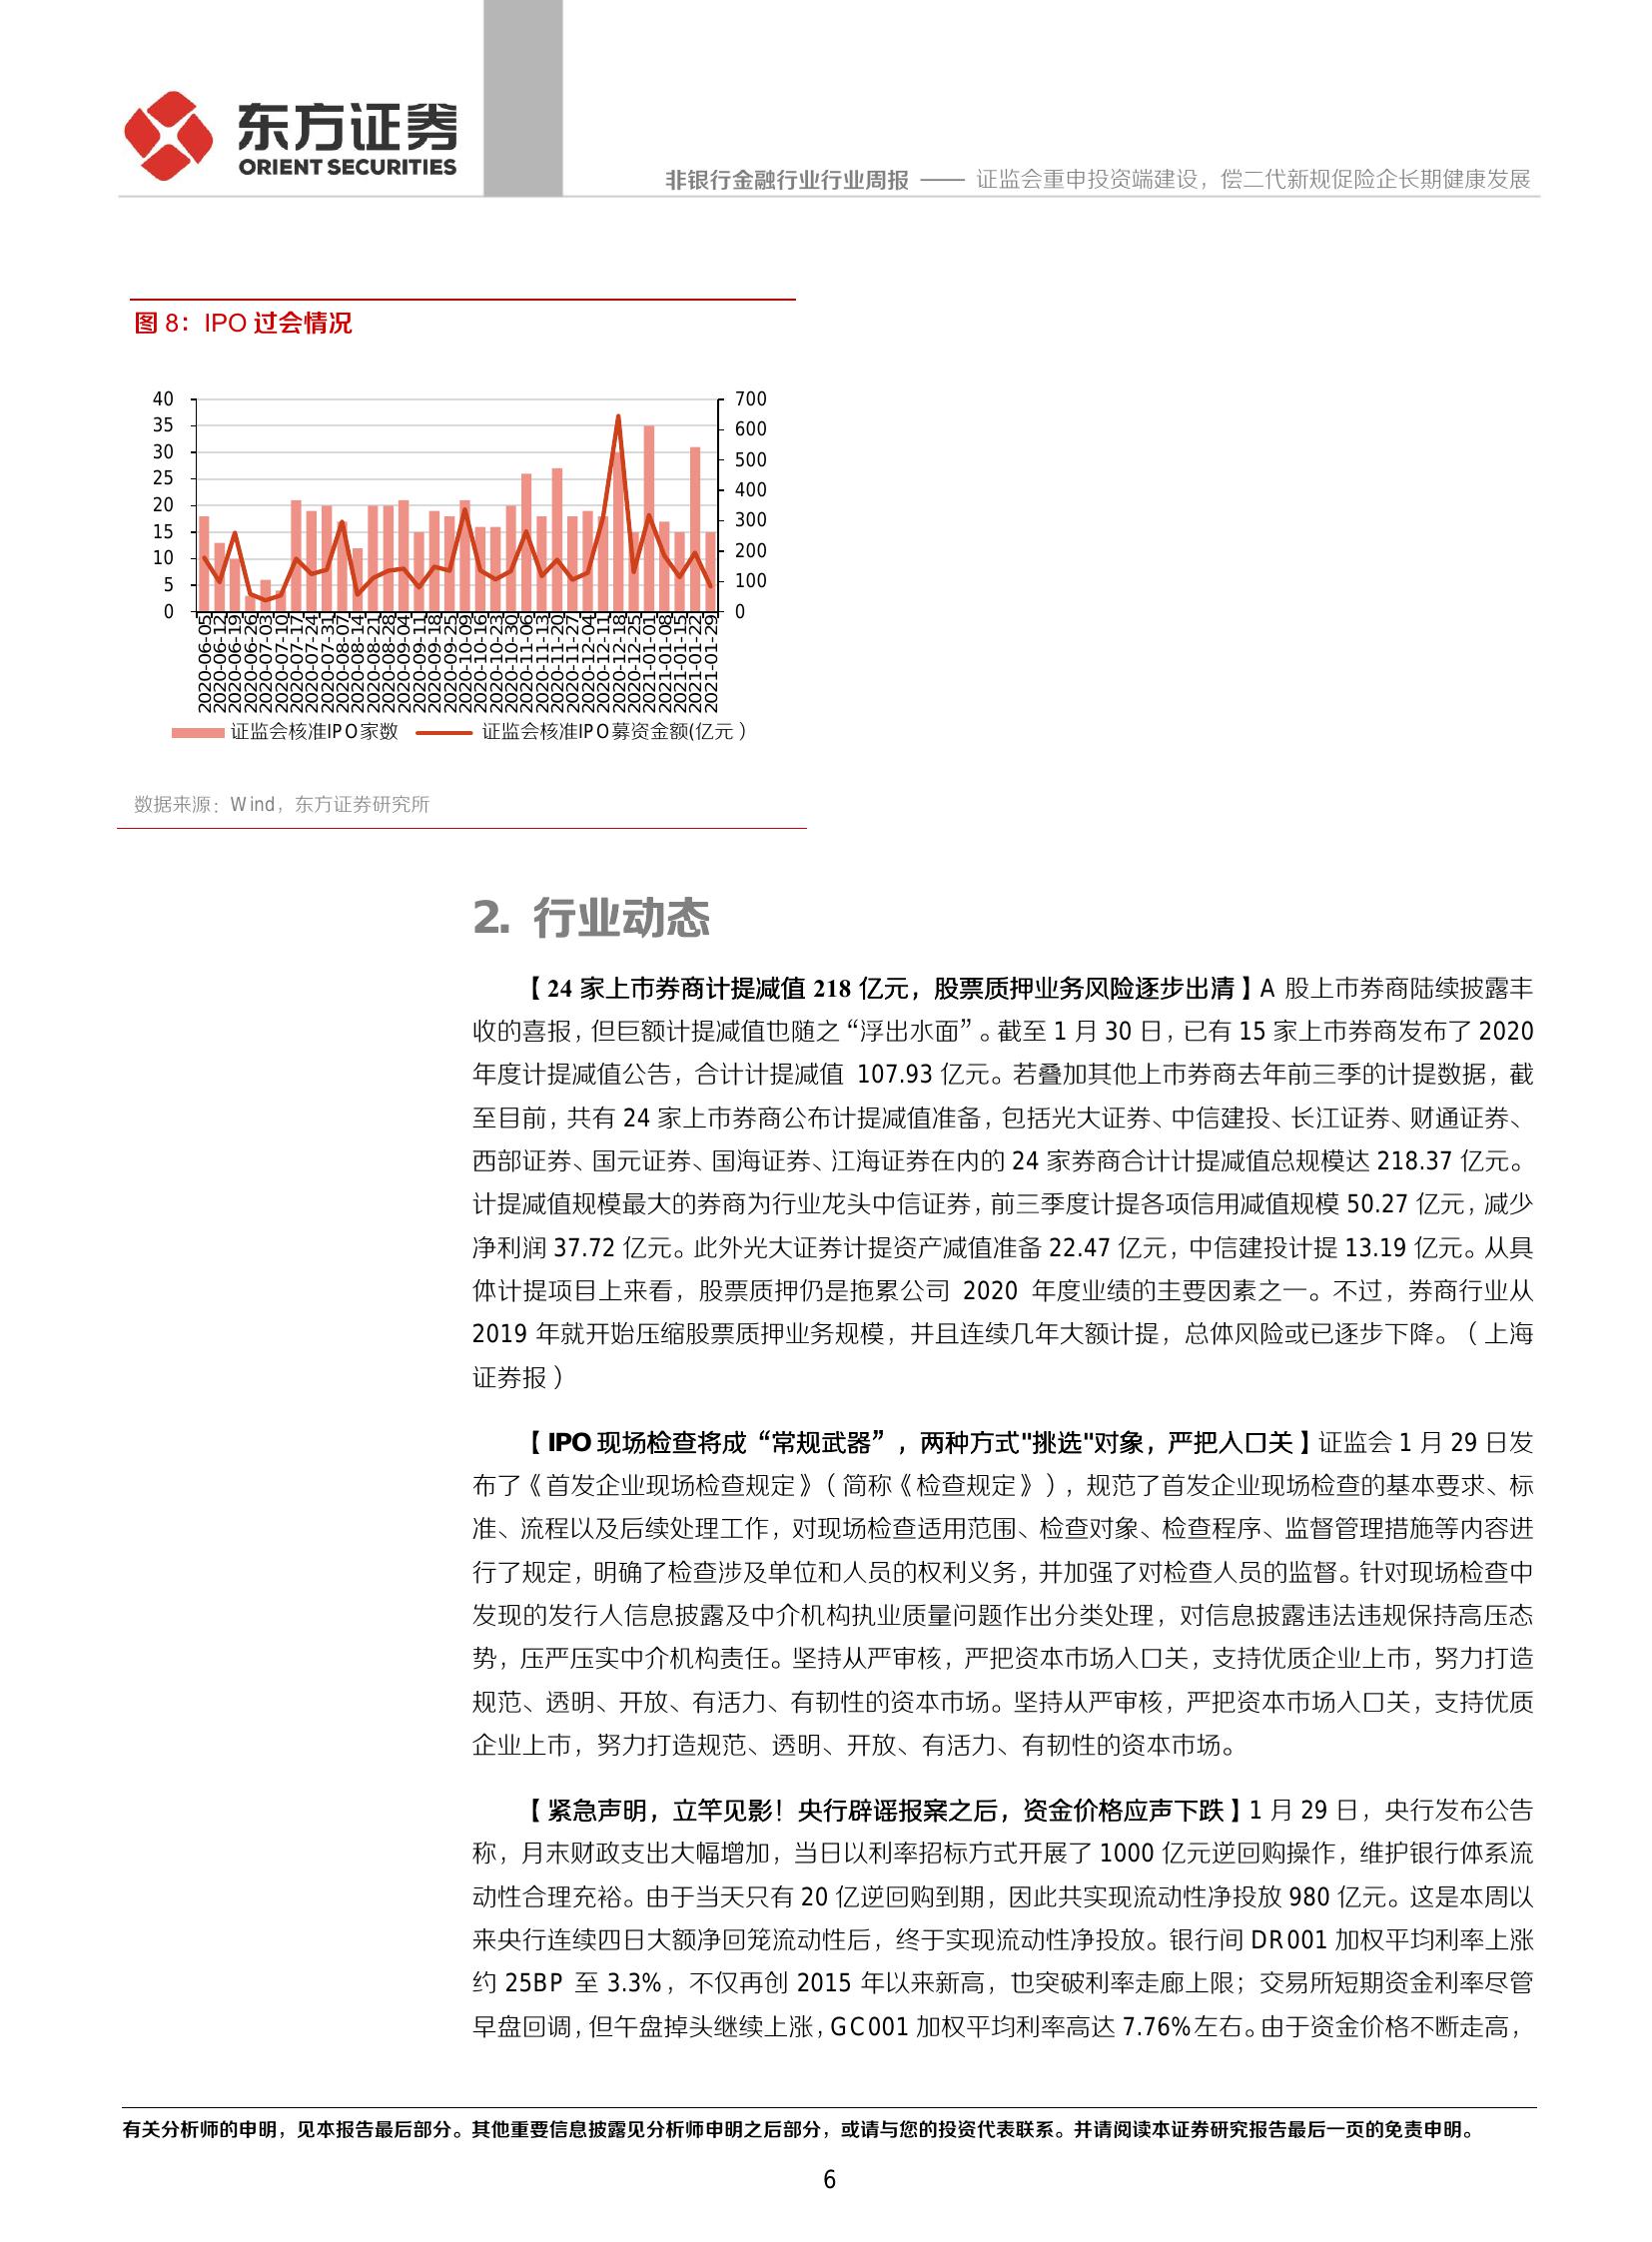 东方证券
ORIENT SECURITIES
非银行金融行业行业周报 —— 证监会重申投资端建设，偿二代新规促险企长期健康发展
图 8：IPO 过会情况
40
35
30
25
20
15
10
5
0
700
600
500
400
300
200
100
0
2020-06-05
2020-06-12
2020-06-19
2020-06-26
2020-07-03
2020-07-10
2020-07-17
2020-07-24
2020-07-31
2020-08-07
2020-08-14
2020-08-21
2020-08-28
2020-09-04
2020-09-11
2020-09-18
2020-09-25
2020-10-09
2020-10-16
2020-10-23
2020-10-30
2020-11-06
2020-11-13
2020-11-20
2020-11-27
2020-12-04
2020-12-11
2020-12-18
2020-12-25
2021-01-01
2021-01-08
2021-01-15
2021-01-22
2021-01-29
证监会核准IPO家数 证监会核准IPO募资金额(亿元）
数据来源：Wind，东方证券研究所
2. 行业动态
【24 家上市券商计提减值 218 亿元，股票质押业务风险逐步出清】A 股上市券商陆续披露丰
收的喜报，但巨额计提减值也随之“浮出水面”。截至 1 月 30 日，已有 15 家上市券商发布了 2020
年度计提减值公告，合计计提减值 107.93 亿元。若叠加其他上市券商去年前三季的计提数据，截
至目前，共有 24 家上市券商公布计提减值准备，包括光大证券、中信建投、长江证券、财通证券、
西部证券、国元证券、国海证券、江海证券在内的 24 家券商合计计提减值总规模达 218.37 亿元。
计提减值规模最大的券商为行业龙头中信证券，前三季度计提各项信用减值规模 50.27 亿元，减少
净利润 37.72 亿元。此外光大证券计提资产减值准备 22.47 亿元，中信建投计提 13.19 亿元。从具
体计提项目上来看，股票质押仍是拖累公司 2020 年度业绩的主要因素之一。不过，券商行业从
2019 年就开始压缩股票质押业务规模，并且连续几年大额计提，总体风险或已逐步下降。（上海
证券报）
【IPO 现场检查将成“常规武器”，两种方式"挑选"对象，严把入口关】证监会 1 月 29 日发
布了《首发企业现场检查规定》（简称《检查规定》），规范了首发企业现场检查的基本要求、标
准、流程以及后续处理工作，对现场检查适用范围、检查对象、检查程序、监督管理措施等内容进
行了规定，明确了检查涉及单位和人员的权利义务，并加强了对检查人员的监督。针对现场检查中
发现的发行人信息披露及中介机构执业质量问题作出分类处理，对信息披露违法违规保持高压态
势，压严压实中介机构责任。坚持从严审核，严把资本市场入口关，支持优质企业上市，努力打造
规范、透明、开放、有活力、有韧性的资本市场。坚持从严审核，严把资本市场入口关，支持优质
企业上市，努力打造规范、透明、开放、有活力、有韧性的资本市场。
【紧急声明，立竿见影！央行辟谣报案之后，资金价格应声下跌】1 月 29 日，央行发布公告
称，月末财政支出大幅增加，当日以利率招标方式开展了 1000 亿元逆回购操作，维护银行体系流
动性合理充裕。由于当天只有 20 亿逆回购到期，因此共实现流动性净投放 980 亿元。这是本周以
来央行连续四日大额净回笼流动性后，终于实现流动性净投放。银行间 DR001 加权平均利率上涨
约 25BP 至 3.3%，不仅再创 2015 年以来新高，也突破利率走廊上限；交易所短期资金利率尽管
早盘回调，但午盘掉头继续上涨，GC001 加权平均利率高达 7.76%左右。由于资金价格不断走高，
有关分析师的申明，见本报告最后部分。其他重要信息披露见分析师申明之后部分，或请与您的投资代表联系。并请阅读本证券研究报告最后一页的免责申明。
6